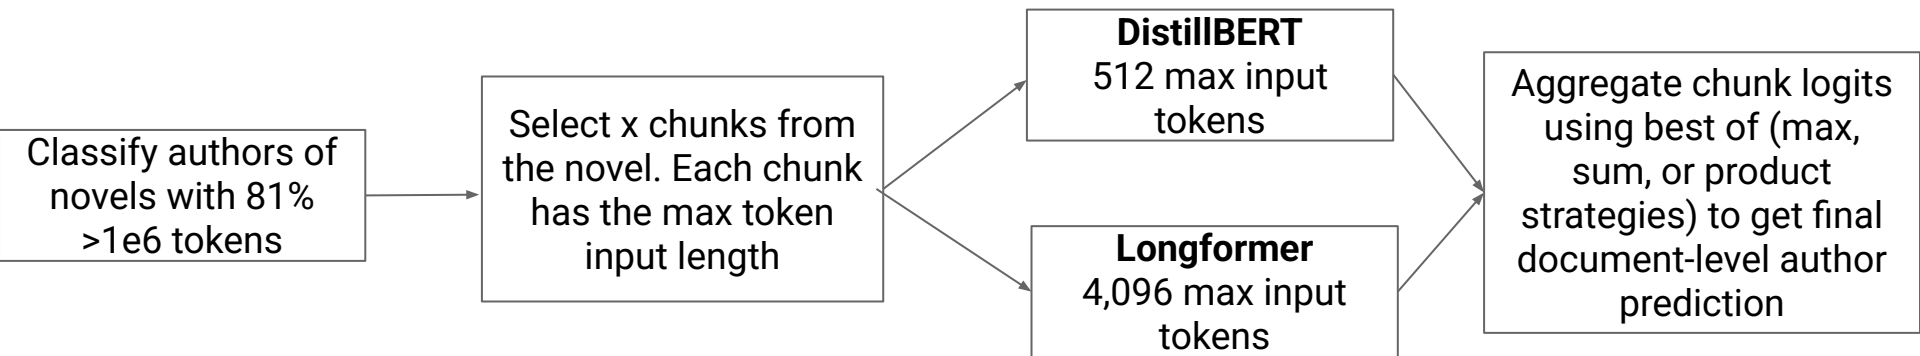 Classify authors of
novels with 81%
>1e6 tokens
Select x chunks from
the novel. Each chunk
has the max token
input length
DistillBERT
512 max input
tokens
Longformer
4,096 max input
tokens
Aggregate chunk logits
using best of (max,
sum, or product
strategies) to get final
document-level author
prediction